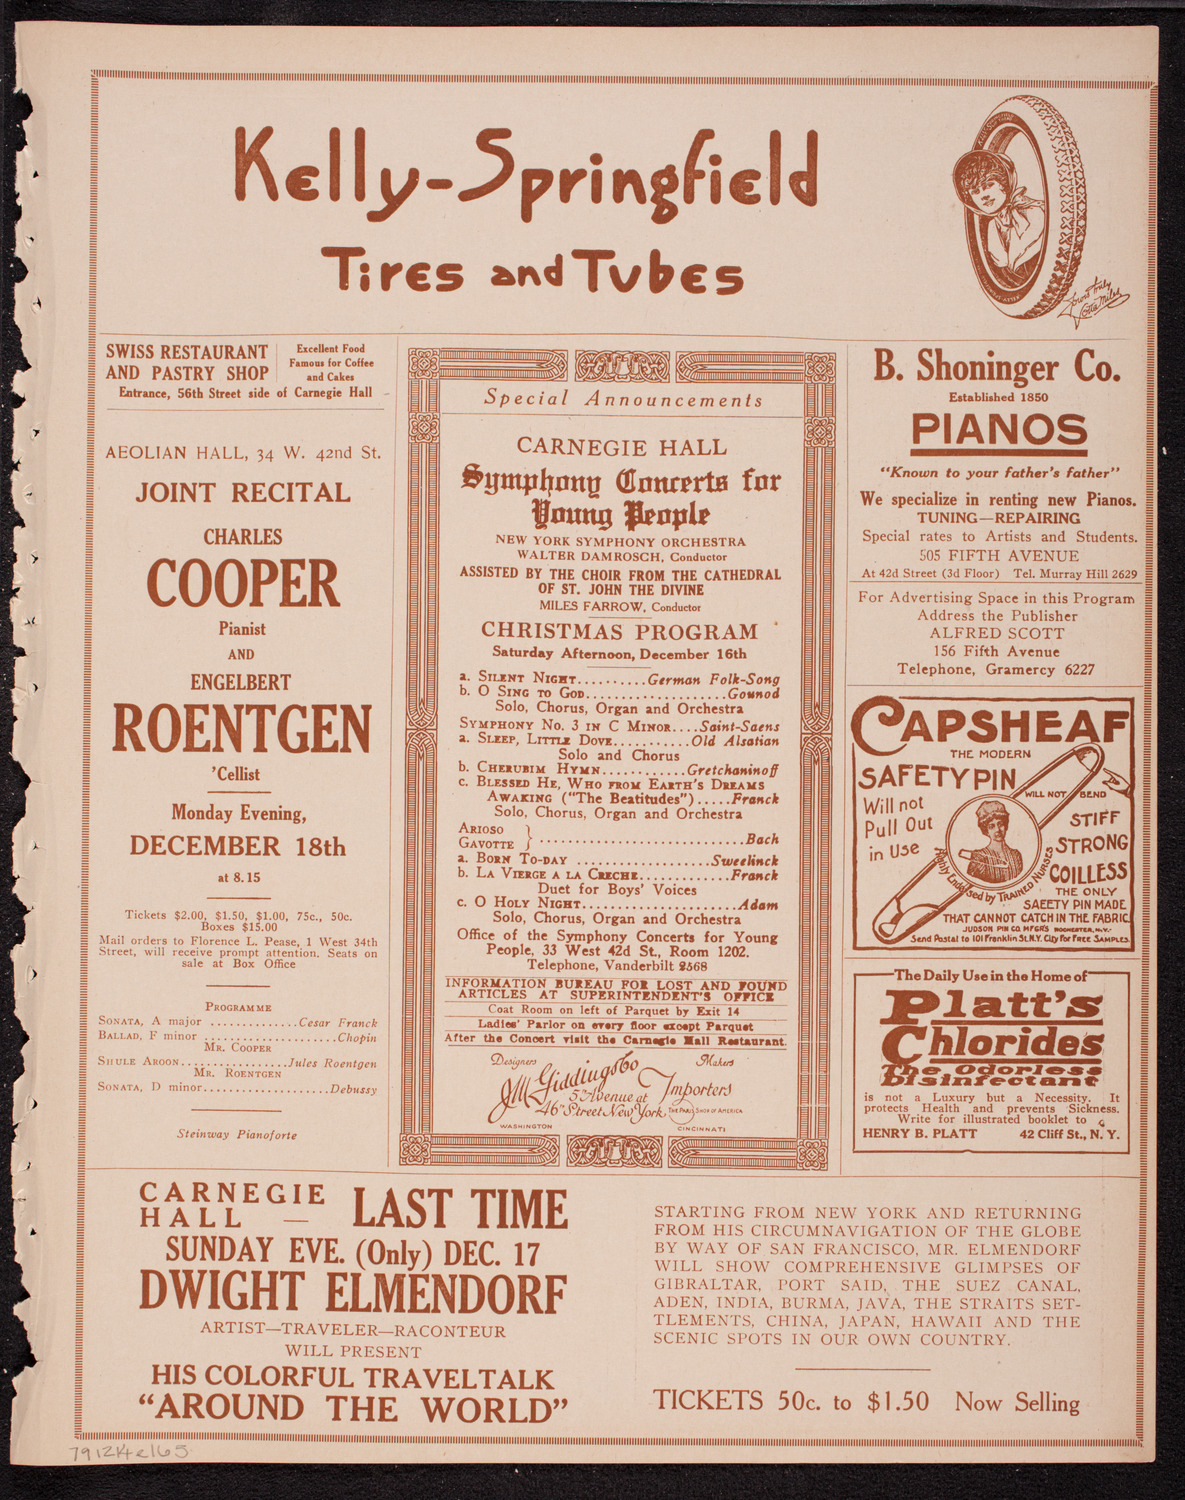 Kelly-Springfield
Tires and Tubes
Lotta Miles
SWISS RESTAURANT
AND PASTRY SHOP
Excellent Food
Famous for Coffee
and Cakes
Entrance, 56th Street side of Carnegie Hall
AEOLIAN HALL, 34 W. 42nd St.
JOINT RECITAL
CHARLES
COOPER
Pianist
AND
ENGELBERT
ROENTGEN
'Cellist
Monday Evening,
DECEMBER 18th
at 8.15
Tickets $2.00, $1.50, $1.00, 75c., 50c.
Boxes $15.00
Mail orders to Florence L. Pease, 1 West 34th
Street, will receive prompt attention. Seats on
sale at Box Office
PROGRAMME
SONATA, A major ..............Cesar Franck
BALLAD, F minor .....................Chopin
MR. COOPER
SHULE AROON.................Jules Roentgen
MR. ROENTGEN
SONATA, D minor....................Debussy
Steinway Pianoforte
Special Announcements
CARNEGIE HALL
Symphony Concerts for
Young People
NEW YORK SYMPHONY ORCHESTRA
WALTER DAMROSCH, Conductor
ASSISTED BY THE CHOIR FROM THE CATHEDRAL
OF ST. JOHN THE DIVINE
MILES FARROW, Conductor
CHRISTMAS PROGRAM
Saturday Afternoon, December 16th
a. SILENT NIGHT..........German Folk-Song
b. O SING TO GOD....................Gounod
Solo, Chorus, Organ and Orchestra
SYMPHONY NO. 3 IN C MINOR....Saint-Saens
a. SLEEP, LITTLE DOVE...........Old Alsatian
Solo and Chorus
b. CHERUBIM HYMN............Gretchaninoff
c. BLESSED HE, WHO FROM EARTH'S DREAMS
AWAKING ("The Beatitudes").....Franck
Solo, Chorus, Organ and Orchestra
ARIOSO
GAVOTTE } ..........................Bach
a. BORN TO-DAY ...................Sweelinck
b. LA VIERGE A LA CRECHE.............Franck
Duet for Boys' Voices
c. O HOLY NIGHT......................Adam
Solo, Chorus, Organ and Orchestra
Office of the Symphony Concerts for Young
People, 33 West 42d St., Room 1202.
Telephone, Vanderbilt 2568
INFORMATION BUREAU FOR LOST AND FOUND
ARTICLES AT SUPERINTENDENT'S OFFICE
Coat Room on left of Parquet by Exit 14
Ladies' Parlor on every floor except Parquet
After the Concert visit the Carnegie Hall Restaurant.
Designers Makers
J.M. Giddings & Co Importers
5th Avenue at
46th Street New York THE PARIS SHOP OF AMERICA
WASHINGTON CINCINNATI
B. Shoninger Co.
Established 1850
PIANOS
"Known to your father's father"
We specialize in renting new Pianos.
TUNING—REPAIRING
Special rates to Artists and Students.
505 FIFTH AVENUE
At 42d Street (3d Floor) Tel. Murray Hill 2629
For Advertising Space in this Program
Address the Publisher
ALFRED SCOTT
156 Fifth Avenue
Telephone, Gramercy 6227
CAPSHEAF
THE MODERN
SAFETY PIN
WILL NOT BEND
Will not
Pull Out
in Use
STIFF
STRONG
COILLESS
Highly Endorsed by TRAINED NURSES
THE ONLY
SAFETY PIN MADE
THAT CANNOT CATCH IN THE FABRIC.
JUDSON PIN CO. MFGRS ROCHESTER, N.Y.
Send Postal to 101 Franklin St. N.Y. City For FREE SAMPLES.
The Daily Use in the Home of
Platt's
Chlorides
The Odorless
Disinfectant
is not a Luxury but a Necessity. It
protects Health and prevents Sickness.
Write for illustrated booklet to
HENRY B. PLATT 42 Cliff St., N. Y.
CARNEGIE
HALL — LAST TIME
SUNDAY EVE. (Only) DEC. 17
DWIGHT ELMENDORF
ARTIST—TRAVELER—RACONTEUR
WILL PRESENT
HIS COLORFUL TRAVELTALK
"AROUND THE WORLD"
STARTING FROM NEW YORK AND RETURNING
FROM HIS CIRCUMNAVIGATION OF THE GLOBE
BY WAY OF SAN FRANCISCO, MR. ELMENDORF
WILL SHOW COMPREHENSIVE GLIMPSES OF
GIBRALTAR, PORT SAID, THE SUEZ CANAL,
ADEN, INDIA, BURMA, JAVA, THE STRAITS SET-
TLEMENTS, CHINA, JAPAN, HAWAII AND THE
SCENIC SPOTS IN OUR OWN COUNTRY.
TICKETS 50c. to $1.50 Now Selling